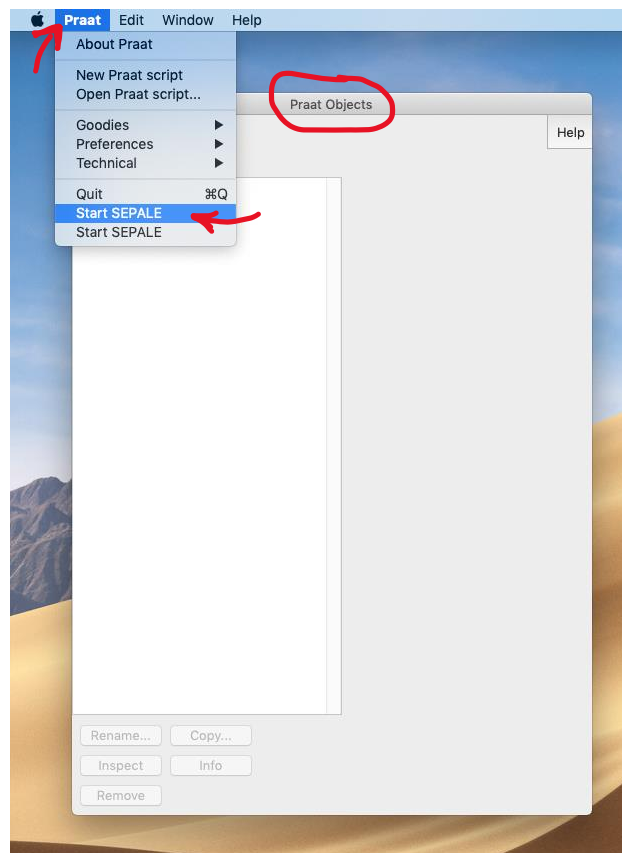 Praat Edit Window Help
About Praat
New Praat script
Open Praat script...
Goodies
Preferences
Technical
Quit ⌘Q
Start SEPALE
Start SEPALE
Praat Objects
Help
Rename... Copy...
Inspect Info
Remove